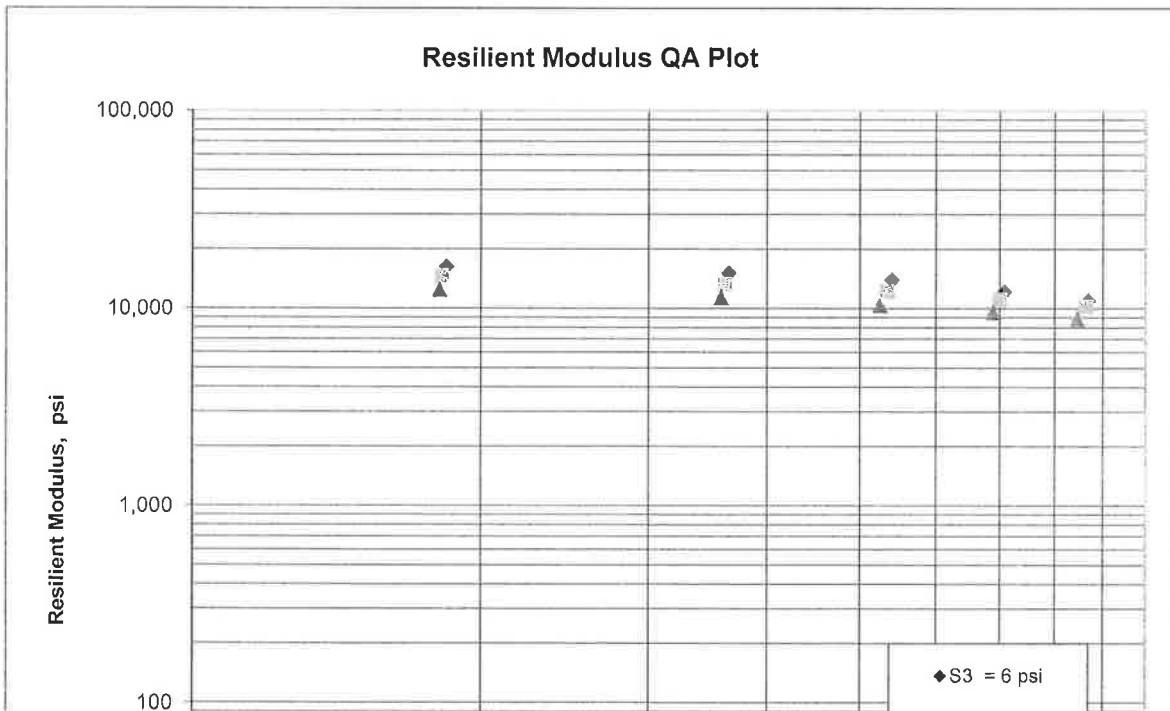 Resilient Modulus QA Plot
100,000
10,000
1,000
100
Resilient Modulus, psi
S3 = 6 psi